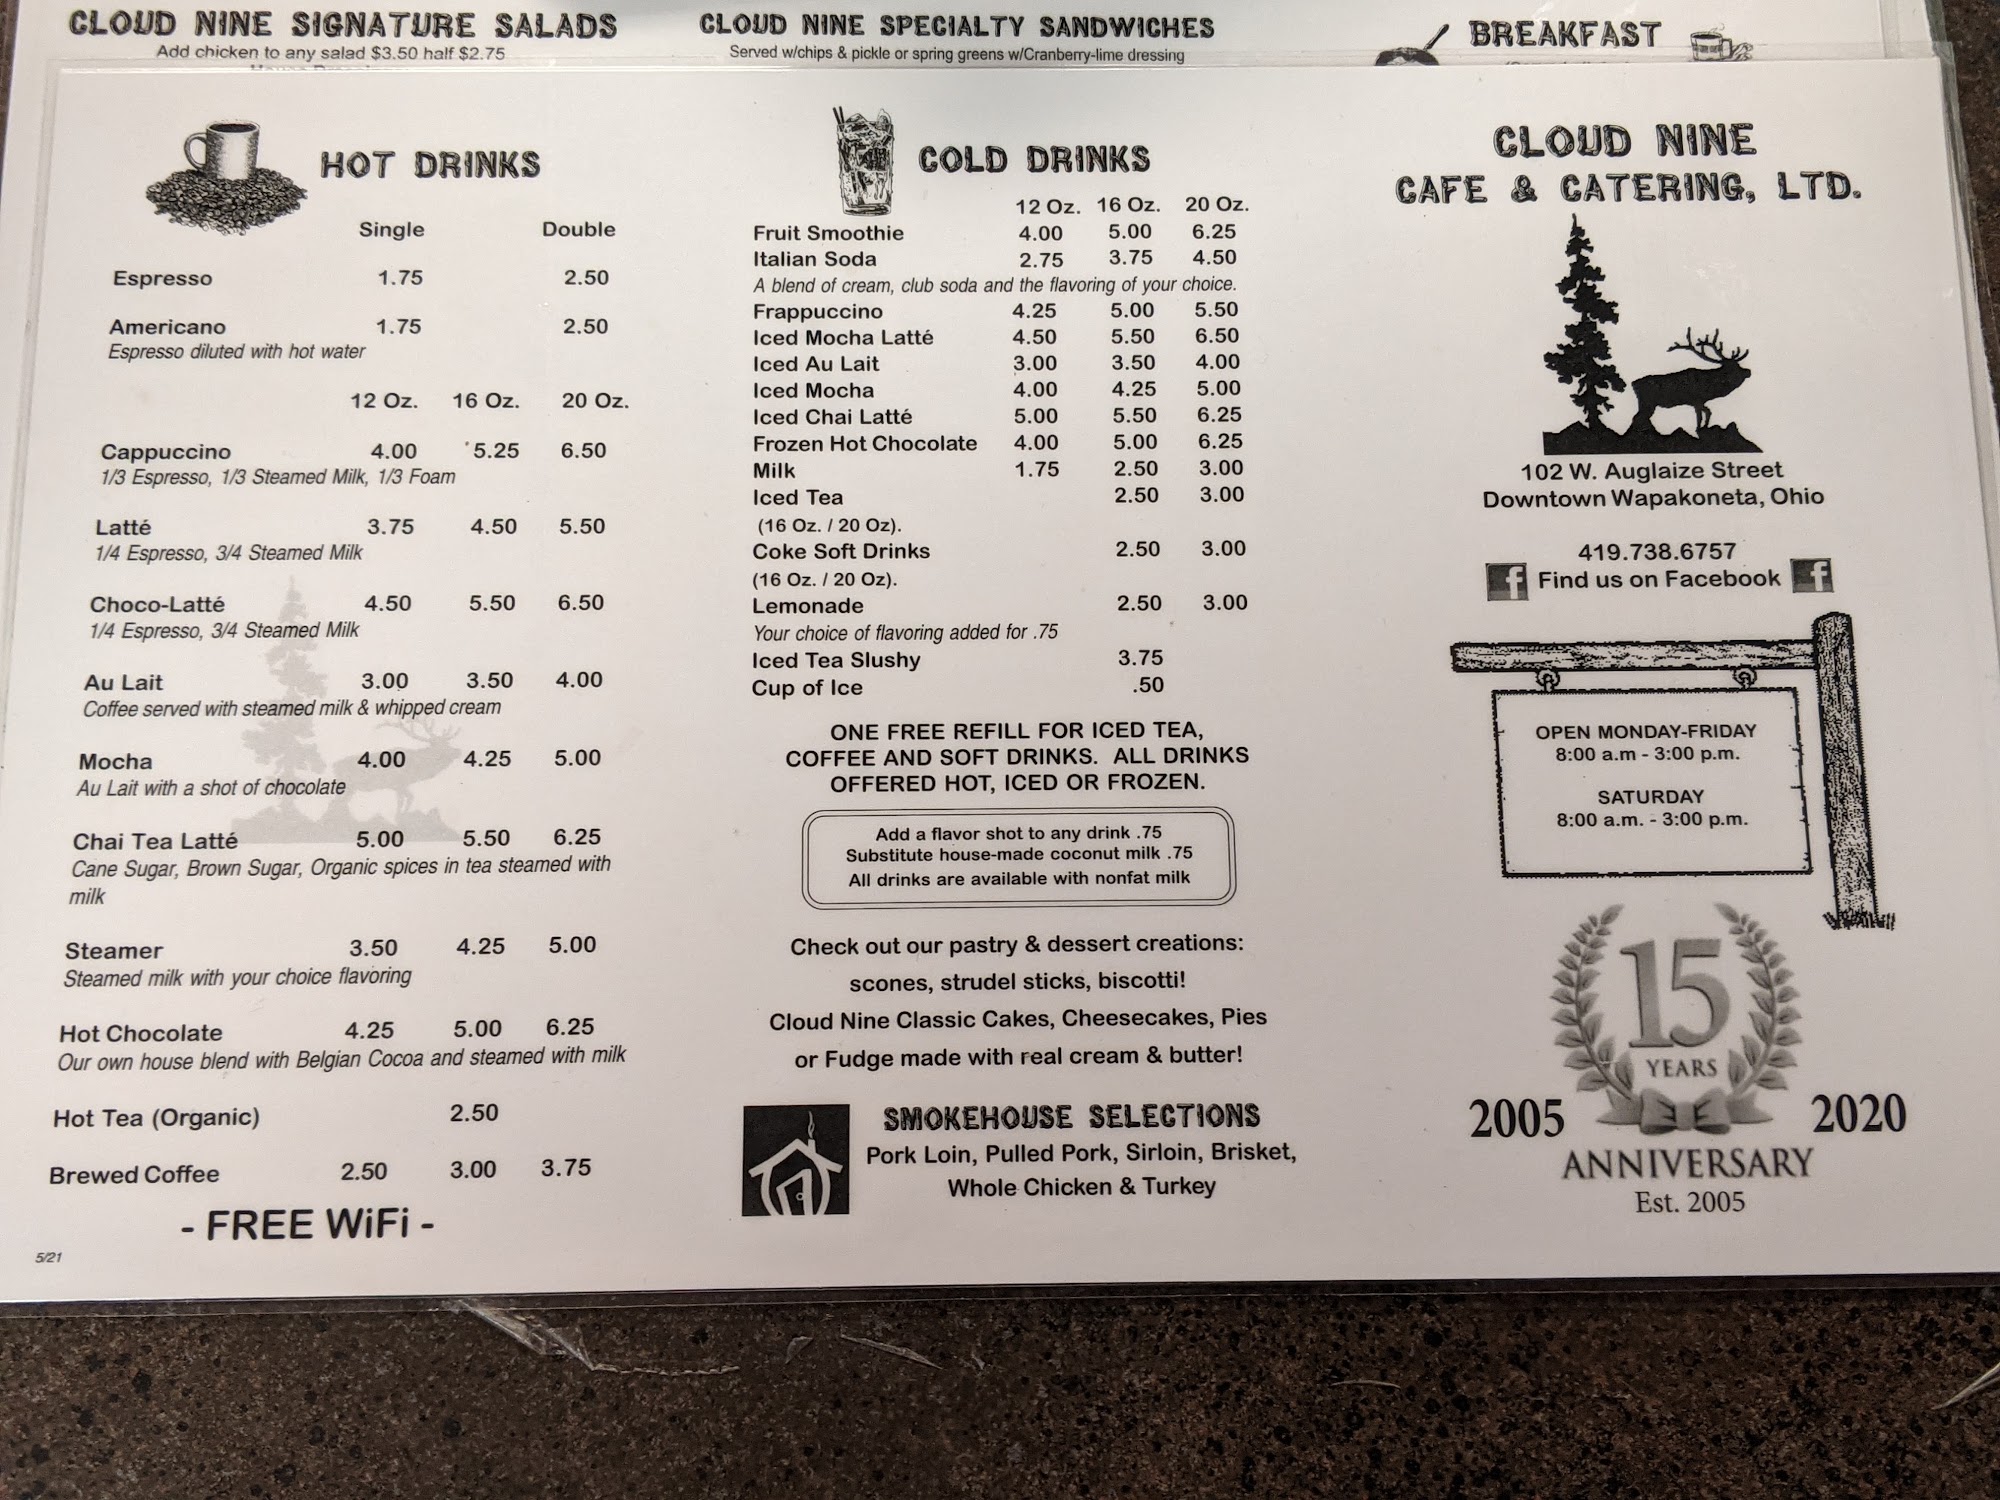 CLOUD NINE SIGNATURE SALADS
Add chicken to any salad $3.50 half $2.75
CLOUD NINE SPECIALTY SANDWICHES
Served w/chips & pickle or spring greens w/Cranberry-lime dressing
BREAKFAST
HOT DRINKS
Single Double
Espresso 1.75 2.50
Americano 1.75 2.50
Espresso diluted with hot water
12 Oz. 16 Oz. 20 Oz.
Cappuccino 4.00 5.25 6.50
1/3 Espresso, 1/3 Steamed Milk, 1/3 Foam
Latté 3.75 4.50 5.50
1/4 Espresso, 3/4 Steamed Milk
Choco-Latté 4.50 5.50 6.50
1/4 Espresso, 3/4 Steamed Milk
Au Lait 3.00 3.50 4.00
Coffee served with steamed milk & whipped cream
Mocha 4.00 4.25 5.00
Au Lait with a shot of chocolate
Chai Tea Latté 5.00 5.50 6.25
Cane Sugar, Brown Sugar, Organic spices in tea steamed with
milk
Steamer 3.50 4.25 5.00
Steamed milk with your choice flavoring
Hot Chocolate 4.25 5.00 6.25
Our own house blend with Belgian Cocoa and steamed with milk
Hot Tea (Organic) 2.50
Brewed Coffee 2.50 3.00 3.75
- FREE WiFi -
5/21
COLD DRINKS
12 Oz. 16 Oz. 20 Oz.
Fruit Smoothie 4.00 5.00 6.25
Italian Soda 2.75 3.75 4.50
A blend of cream, club soda and the flavoring of your choice.
Frappuccino 4.25 5.00 5.50
Iced Mocha Latté 4.50 5.50 6.50
Iced Au Lait 3.00 3.50 4.00
Iced Mocha 4.00 4.25 5.00
Iced Chai Latté 5.00 5.50 6.25
Frozen Hot Chocolate 4.00 5.00 6.25
Milk 1.75 2.50 3.00
Iced Tea 2.50 3.00
(16 Oz. / 20 Oz).
Coke Soft Drinks 2.50 3.00
(16 Oz. / 20 Oz).
Lemonade 2.50 3.00
Your choice of flavoring added for .75
Iced Tea Slushy 3.75
Cup of Ice .50
ONE FREE REFILL FOR ICED TEA,
COFFEE AND SOFT DRINKS. ALL DRINKS
OFFERED HOT, ICED OR FROZEN.
Add a flavor shot to any drink .75
Substitute house-made coconut milk .75
All drinks are available with nonfat milk
Check out our pastry & dessert creations:
scones, strudel sticks, biscotti!
Cloud Nine Classic Cakes, Cheesecakes, Pies
or Fudge made with real cream & butter!
SMOKEHOUSE SELECTIONS
Pork Loin, Pulled Pork, Sirloin, Brisket,
Whole Chicken & Turkey
CLOUD NINE
CAFE & CATERING, LTD.
102 W. Auglaize Street
Downtown Wapakoneta, Ohio
419.738.6757
f Find us on Facebook f
OPEN MONDAY-FRIDAY
8:00 a.m - 3:00 p.m.
SATURDAY
8:00 a.m. - 3:00 p.m.
15
YEARS
2005 2020
ANNIVERSARY
Est. 2005